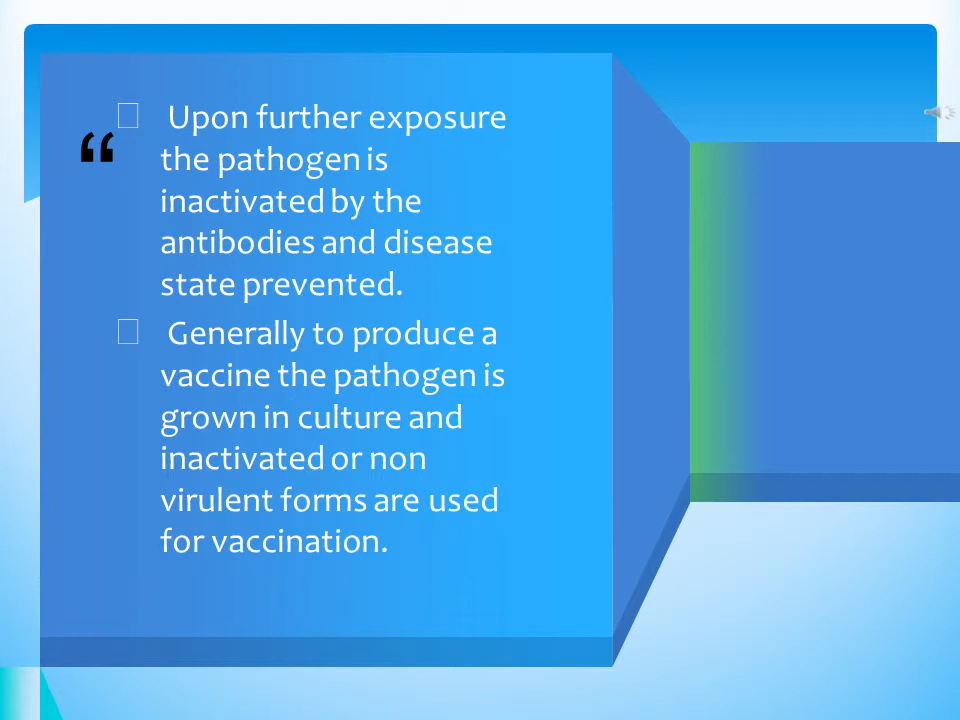 “
□ Upon further exposure
the pathogen is
inactivated by the
antibodies and disease
state prevented.
□ Generally to produce a
vaccine the pathogen is
grown in culture and
inactivated or non
virulent forms are used
for vaccination.